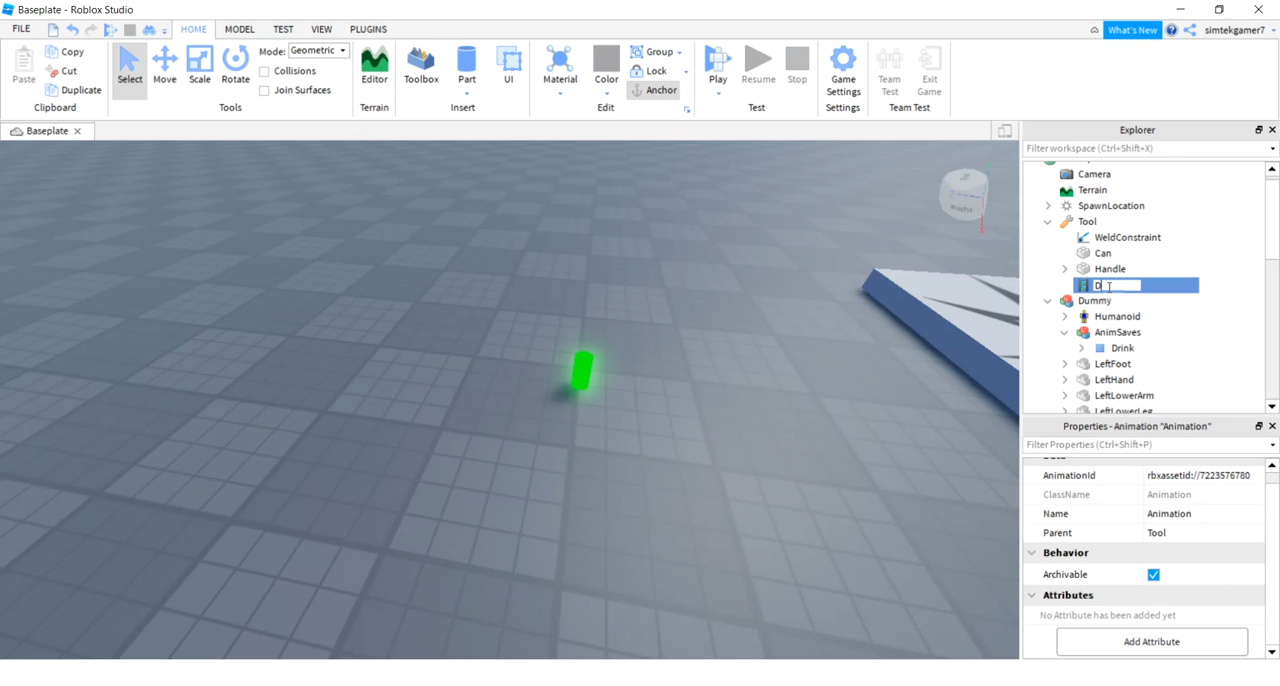 Baseplate - Roblox Studio
FILE HOME MODEL TEST VIEW PLUGINS What's New simtekgamer7
Paste Copy Cut Duplicate Clipboard
Select Move Scale Rotate Mode: Geometric Collisions Join Surfaces Tools
Editor Terrain
Toolbox Part UI Insert
Material Color Group Lock Anchor Edit
Play Resume Stop Test
Game Settings Settings
Team Test Exit Game Team Test
Baseplate
Explorer
Filter workspace (Ctrl+Shift+X)
Camera
Terrain
SpawnLocation
Tool
WeldConstraint
Can
Handle
D
Dummy
Humanoid
AnimSaves
Drink
LeftFoot
LeftHand
LeftLowerArm
LeftLowerLeg
Properties - Animation "Animation"
Filter Properties (Ctrl+Shift+P)
AnimationId rbxassetid://7223576780
ClassName Animation
Name Animation
Parent Tool
Behavior
Archivable
Attributes
No Attribute has been added yet
Add Attribute